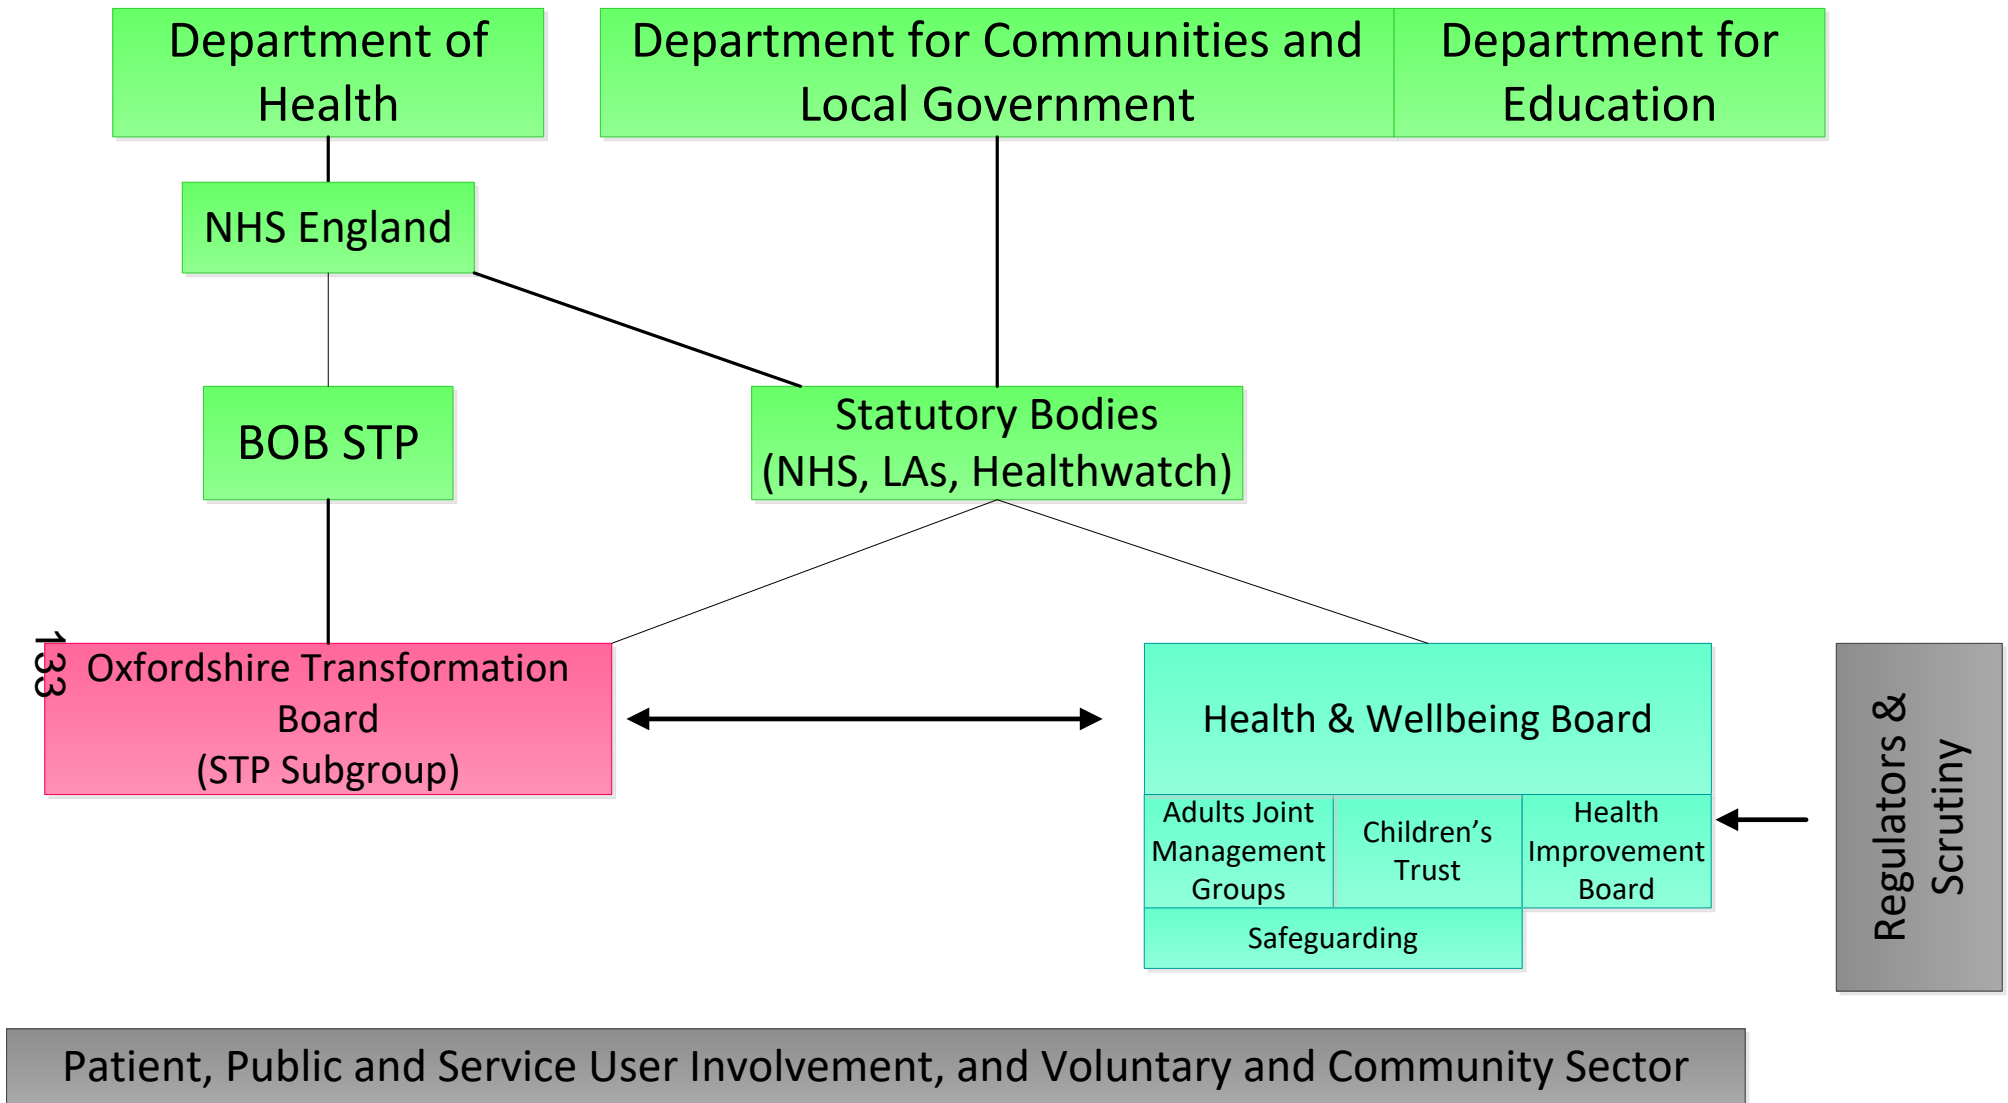 Department of
Health
Department for Communities and
Local Government
Department for
Education
NHS England
BOB STP
Statutory Bodies
(NHS, LAs, Healthwatch)
133
Oxfordshire Transformation
Board
(STP Subgroup)
Health & Wellbeing Board
Adults Joint
Management
Groups
Children’s
Trust
Health
Improvement
Board
Safeguarding
Regulators &
Scrutiny
Patient, Public and Service User Involvement, and Voluntary and Community Sector